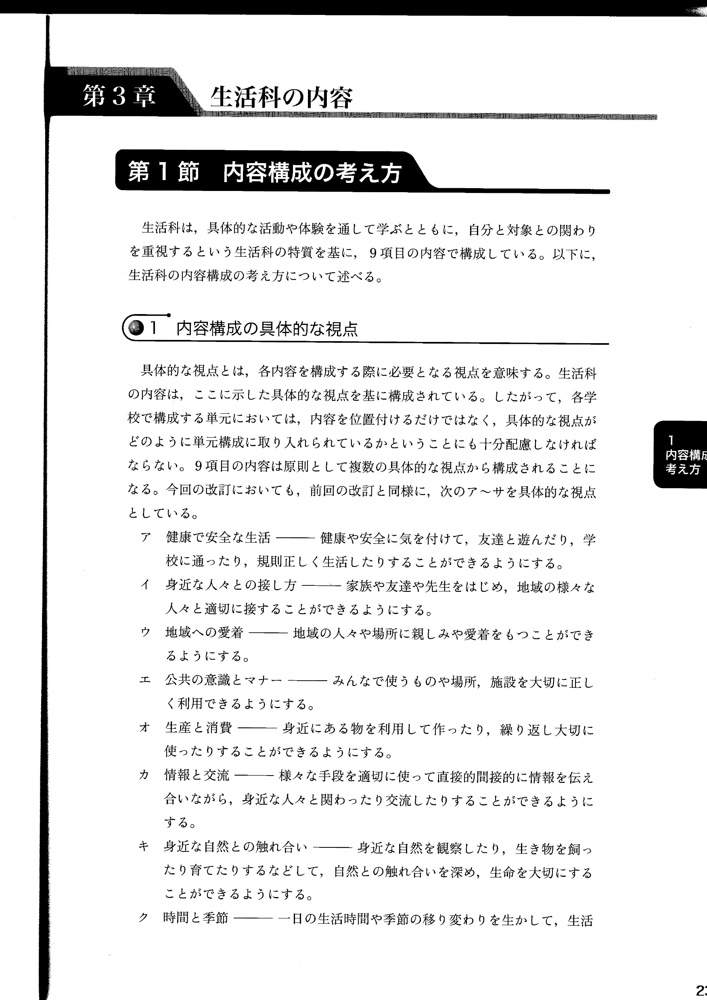 第3章 生活科の内容
第1節 内容構成の考え方
生活科は，具体的な活動や体験を通して学ぶとともに，自分と対象との関わり
を重視するという生活科の特質を基に，9項目の内容で構成している。以下に，
生活科の内容構成の考え方について述べる。
1 内容構成の具体的な視点
具体的な視点とは，各内容を構成する際に必要となる視点を意味する。生活科
の内容は，ここに示した具体的な視点を基に構成されている。したがって，各学
校で構成する単元においては，内容を位置付けるだけではなく，具体的な視点が
どのように単元構成に取り入れられているかということにも十分配慮しなければ
ならない。9項目の内容は原則として複数の具体的な視点から構成されることに
なる。今回の改訂においても，前回の改訂と同様に，次のア～サを具体的な視点
としている。
ア 健康で安全な生活 ――― 健康や安全に気を付けて，友達と遊んだり，学
校に通ったり，規則正しく生活したりすることができるようにする。
イ 身近な人々との接し方 ――― 家族や友達や先生をはじめ，地域の様々な
人々と適切に接することができるようにする。
ウ 地域への愛着 ――― 地域の人々や場所に親しみや愛着をもつことができ
るようにする。
エ 公共の意識とマナー ――― みんなで使うものや場所，施設を大切に正し
く利用できるようにする。
オ 生産と消費 ――― 身近にある物を利用して作ったり，繰り返し大切に
使ったりすることができるようにする。
カ 情報と交流 ――― 様々な手段を適切に使って直接的間接的に情報を伝え
合いながら，身近な人々と関わったり交流したりすることができるように
する。
キ 身近な自然との触れ合い ――― 身近な自然を観察したり，生き物を飼っ
たり育てたりするなどして，自然との触れ合いを深め，生命を大切にする
ことができるようにする。
ク 時間と季節 ――― 一日の生活時間や季節の移り変わりを生かして，生活
1
内容構成
考え方